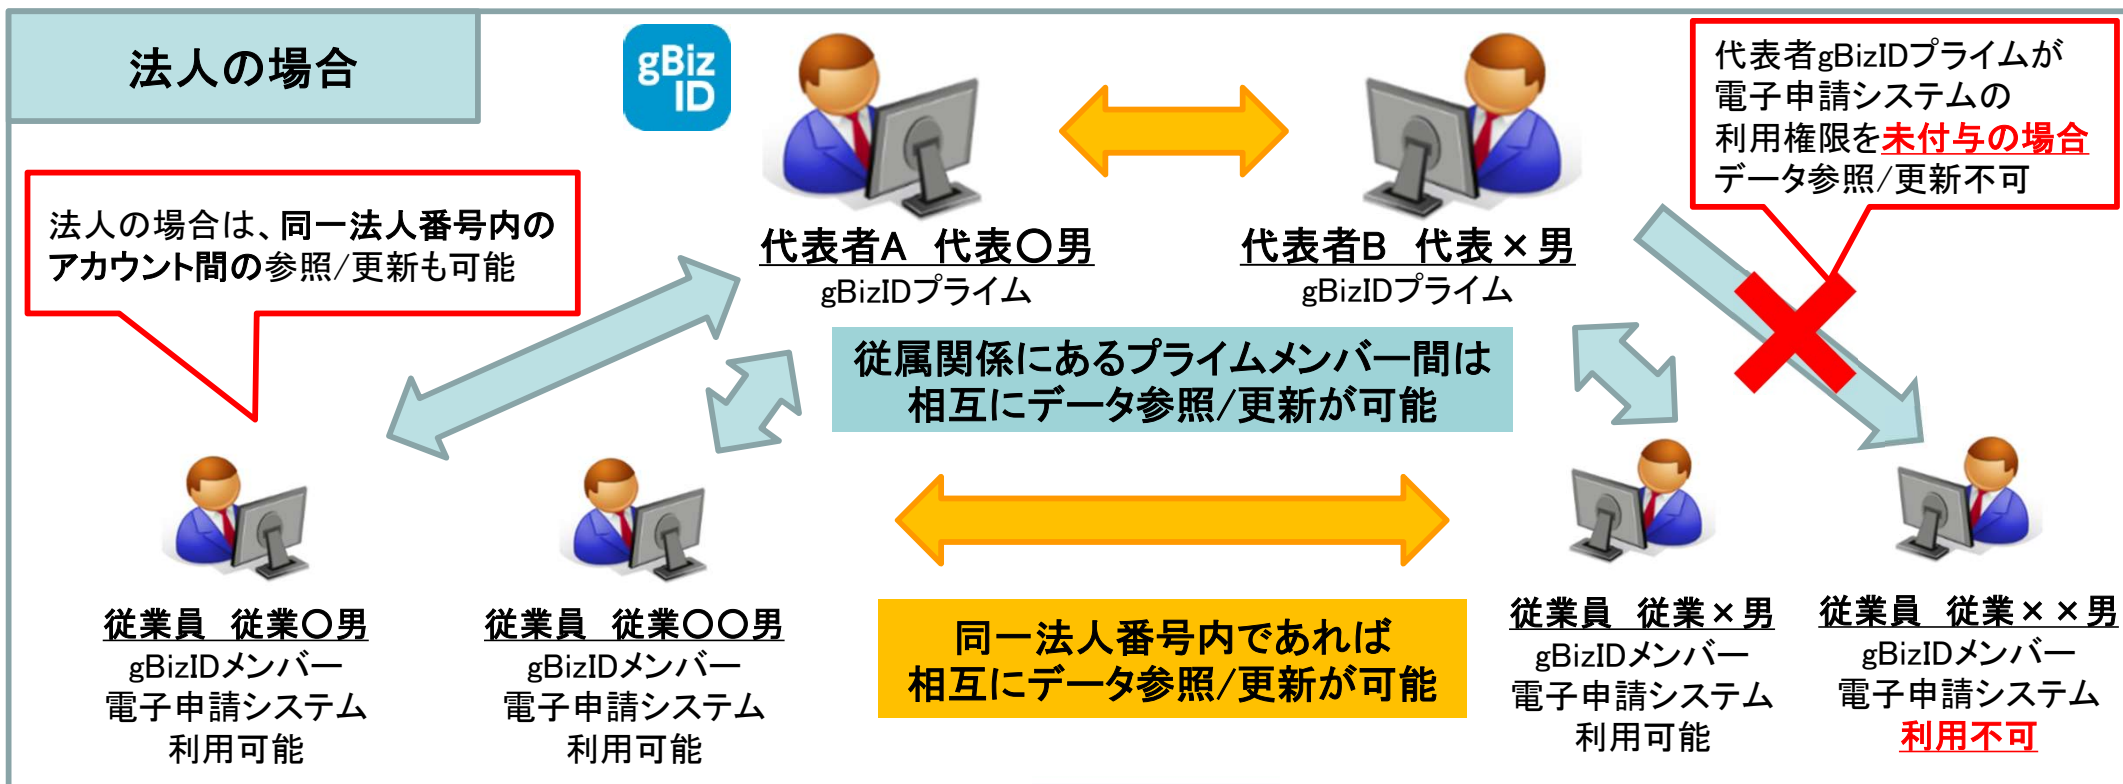 法人の場合
gBiz
ID
代表者gBizIDプライムが
電子申請システムの
利用権限を未付与の場合
データ参照/更新不可
法人の場合は、同一法人番号内の
アカウント間の参照/更新も可能
代表者A 代表〇男
gBizIDプライム
代表者B 代表×男
gBizIDプライム
従属関係にあるプライムメンバー間は
相互にデータ参照/更新が可能
従業員 従業〇男
gBizIDメンバー
電子申請システム
利用可能
従業員 従業〇〇男
gBizIDメンバー
電子申請システム
利用可能
同一法人番号内であれば
相互にデータ参照/更新が可能
従業員 従業×男
gBizIDメンバー
電子申請システム
利用可能
従業員 従業××男
gBizIDメンバー
電子申請システム
利用不可